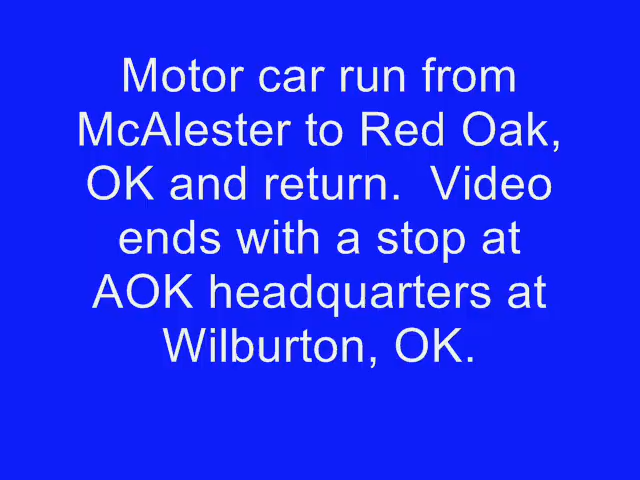 Motor car run from
McAlester to Red Oak,
OK and return.  Video
ends with a stop at
AOK headquarters at
Wilburton, OK.